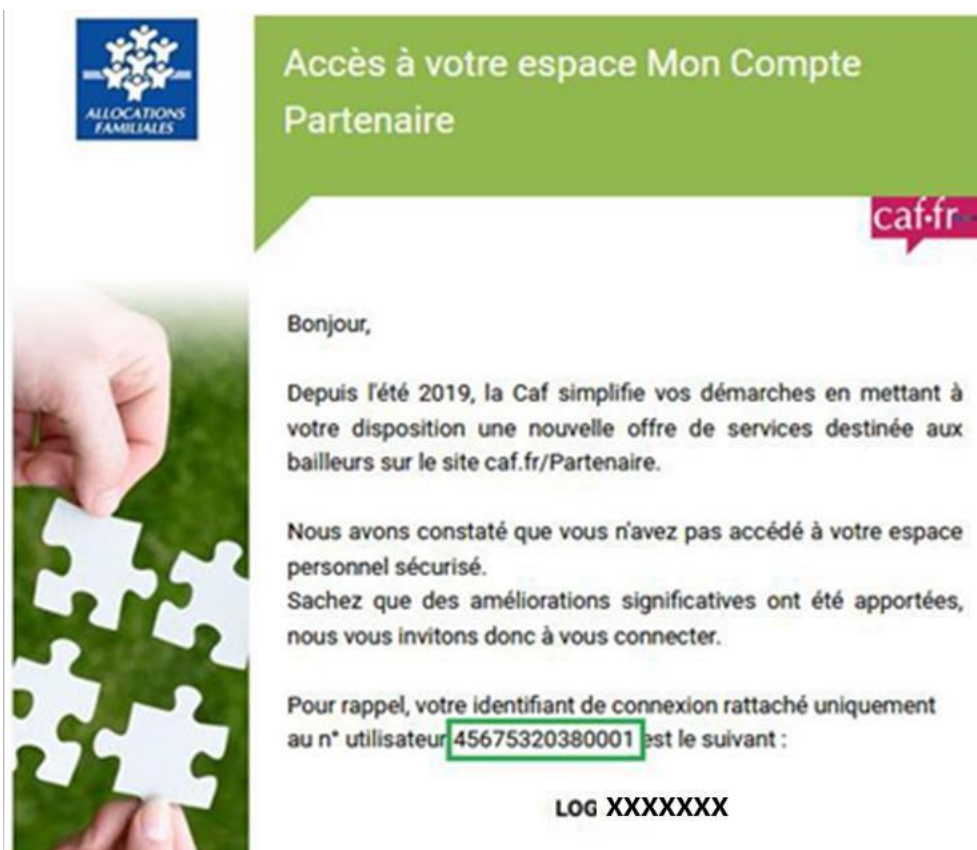 ALLOCATIONS
FAMILIALES
Accès à votre espace Mon Compte
Partenaire
caf.fr
Bonjour,
Depuis l'été 2019, la Caf simplifie vos démarches en mettant à
votre disposition une nouvelle offre de services destinée aux
bailleurs sur le site caf.fr/Partenaire.
Nous avons constaté que vous n'avez pas accédé à votre espace
personnel sécurisé.
Sachez que des améliorations significatives ont été apportées,
nous vous invitons donc à vous connecter.
Pour rappel, votre identifiant de connexion rattaché uniquement
au n° utilisateur 45675320380001 est le suivant :
LOG XXXXXXX